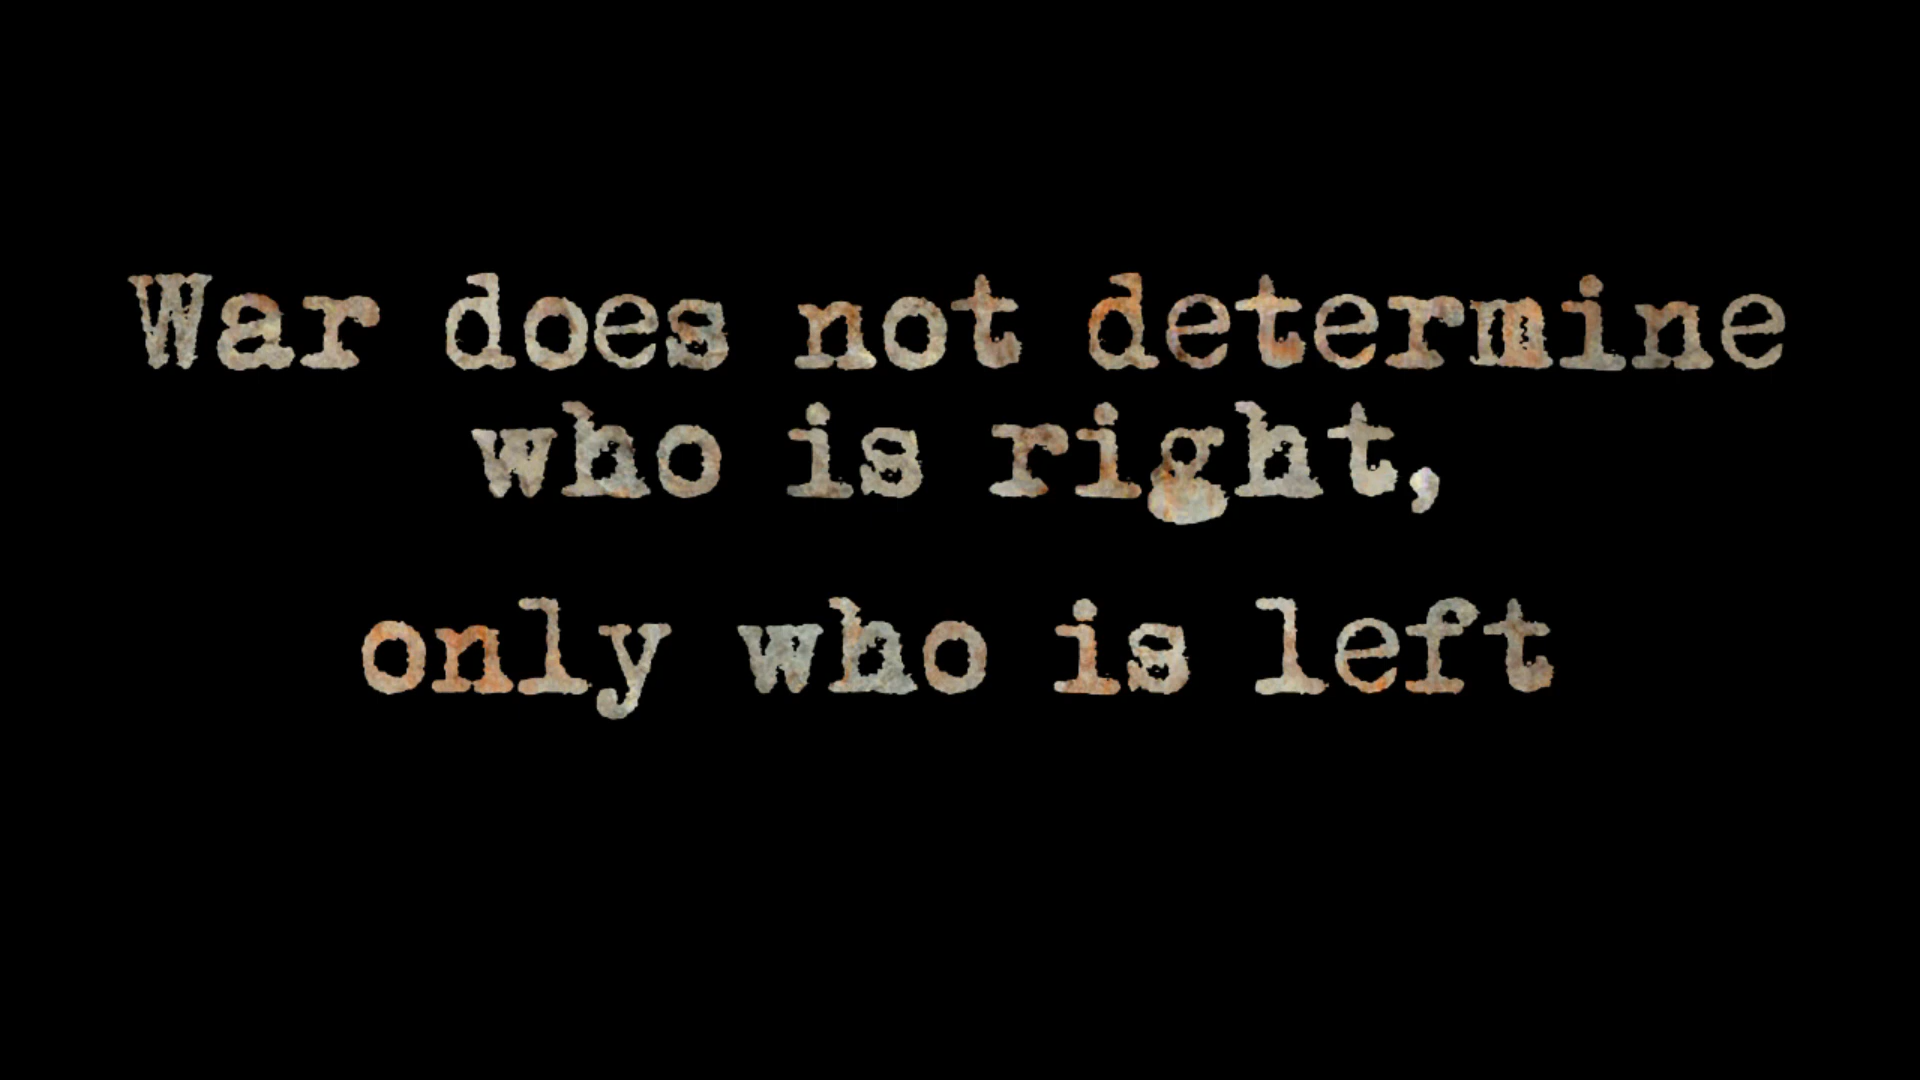 War does not determine
who is right,
only who is left